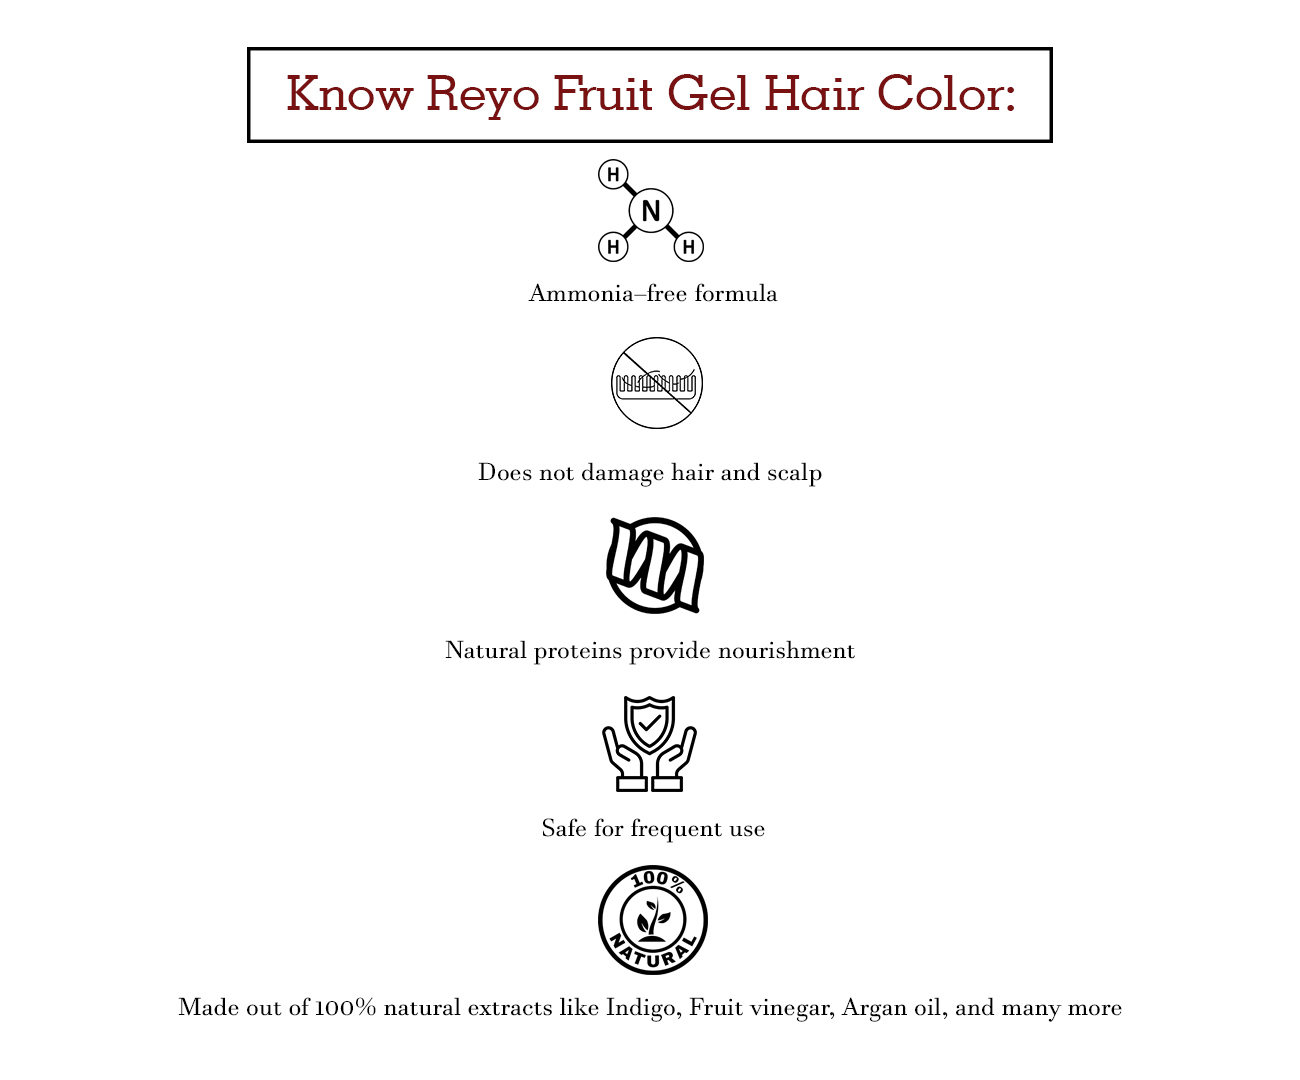 Know Reyo Fruit Gel Hair Color:
H
N
H
H
Ammonia–free formula
Does not damage hair and scalp
Natural proteins provide nourishment
Safe for frequent use
100%
NATURAL
Made out of 100% natural extracts like Indigo, Fruit vinegar, Argan oil, and many more